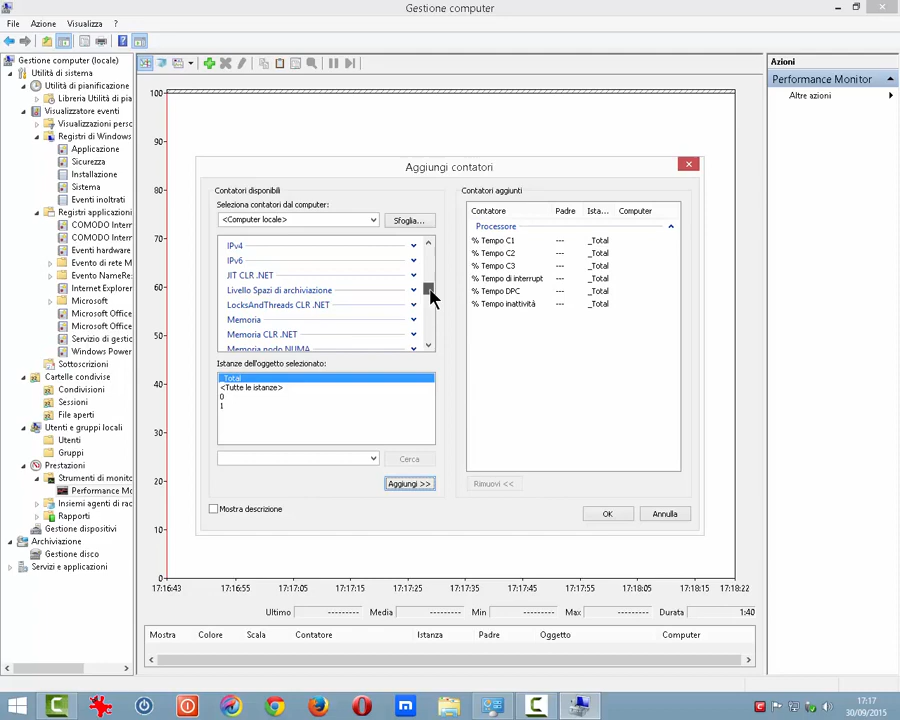 Gestione computer
File Azione Visualizza ?
Gestione computer (locale)
Utilità di sistema
Utilità di pianificazione
Libreria Utilità di pia
Visualizzatore eventi
Visualizzazioni perso
Registri di Windows
Applicazione
Sicurezza
Installazione
Sistema
Eventi inoltrati
Registri applicazioni
COMODO Intern
COMODO Intern
Eventi hardware
Evento di rete M
Evento NameRe:
Internet Explorer
Microsoft
Microsoft Office
Microsoft Office
Servizio di gestic
Windows Power
Sottoscrizioni
Cartelle condivise
Condivisioni
Sessioni
File aperti
Utenti e gruppi locali
Utenti
Gruppi
Prestazioni
Strumenti di monito
Performance Mo
Insiemi agenti di rac
Rapporti
Gestione dispositivi
Archiviazione
Gestione disco
Servizi e applicazioni
100
90
80
70
60
50
40
30
20
10
0
17:16:43 17:16:55 17:17:05 17:17:15 17:17:25 17:17:35 17:17:45 17:17:55 17:18:05 17:18:22
Ultimo --------- Media --------- Min --------- Max --------- Durata 1:40
Mostra Colore Scala Contatore Istanza Padre Oggetto Computer
Aggiungi contatori
Contatori disponibili
Seleziona contatori dal computer:
<Computer locale> Sfoglia...
IPv4
IPv6
JIT CLR .NET
Livello Spazi di archiviazione
LocksAndThreads CLR .NET
Memoria
Memoria CLR .NET
Memoria nodo NUMA
Istanze dell'oggetto selezionato:
_Total
<Tutte le istanze>
0
1
Cerca
Aggiungi >>
Mostra descrizione
Contatori aggiunti
Contatore Padre Ista... Computer
Processore
% Tempo C1 --- _Total
% Tempo C2 --- _Total
% Tempo C3 --- _Total
% Tempo di interrupt --- _Total
% Tempo DPC --- _Total
% Tempo inattività --- _Total
Rimuovi <<
OK Annulla
Azioni
Performance Monitor
Altre azioni
17:17
30/09/2015